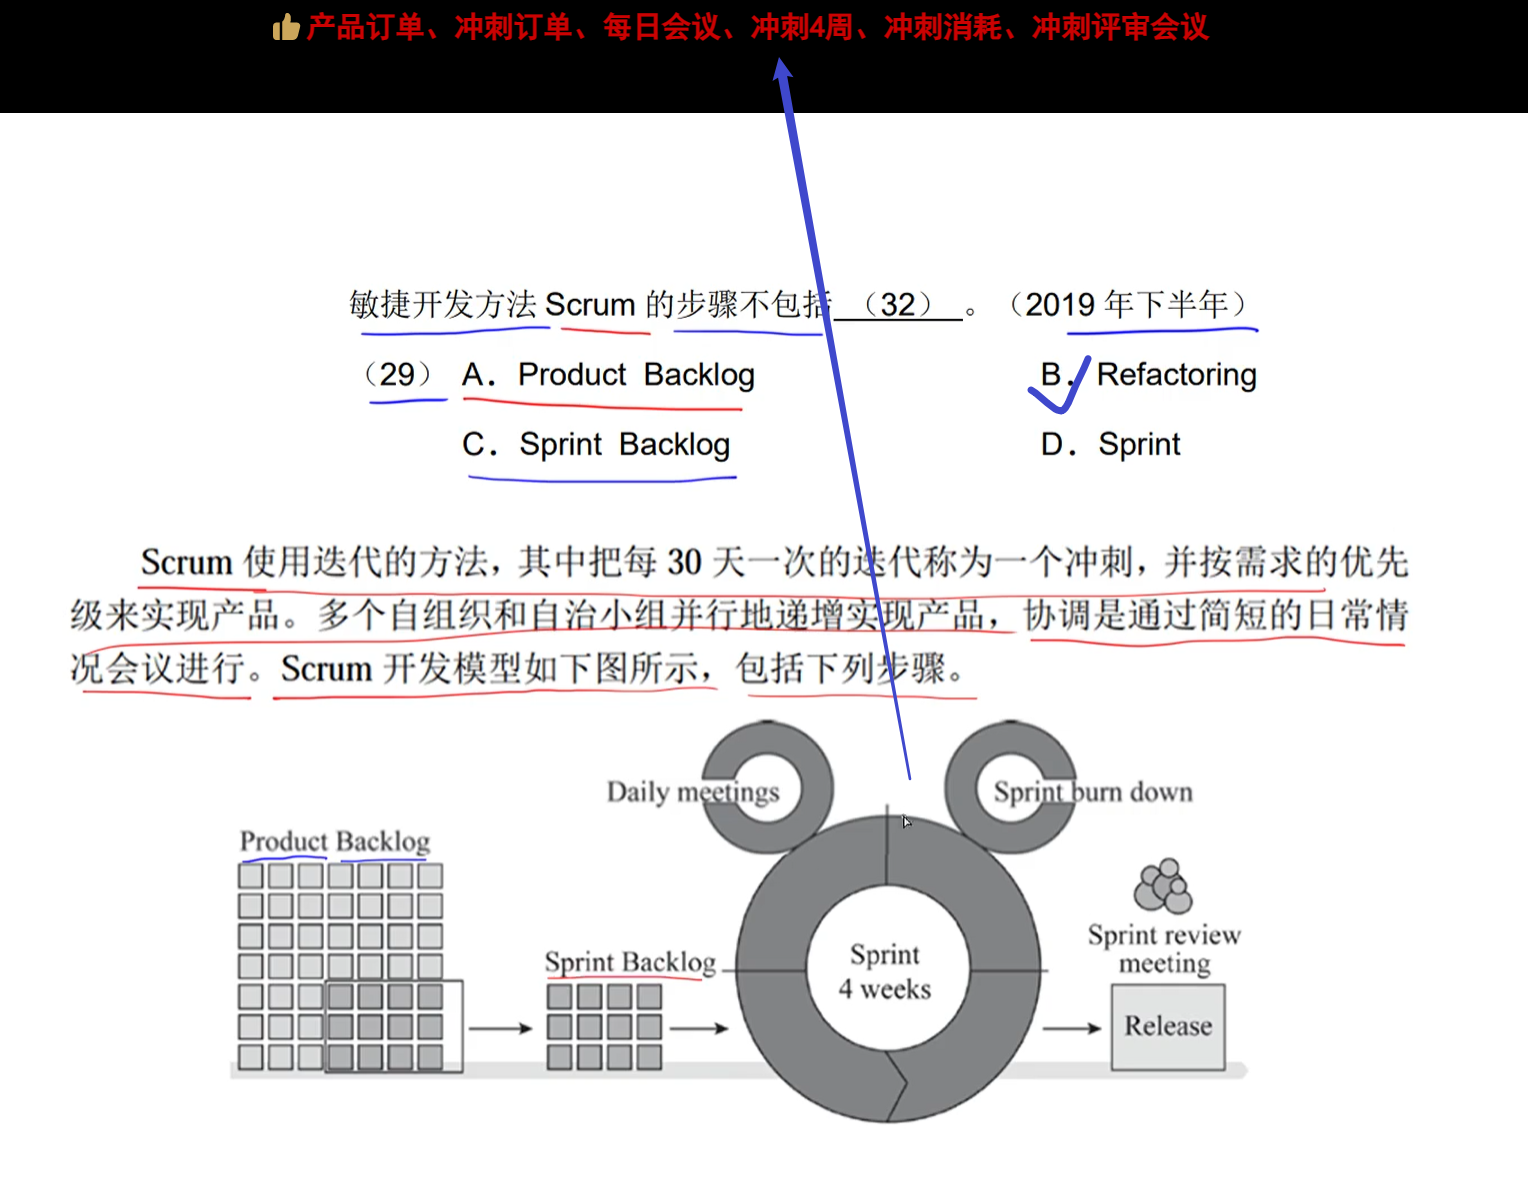 产品订单、冲刺订单、每日会议、冲刺4周、冲刺消耗、冲刺评审会议
敏捷开发方法 Scrum 的步骤不包括 （32） 。（2019 年下半年）
（29） A. Product Backlog B. Refactoring
C. Sprint Backlog D. Sprint
Scrum 使用迭代的方法，其中把每 30 天一次的迭代称为一个冲刺，并按需求的优先
级来实现产品。多个自组织和自治小组并行地递增实现产品，协调是通过简短的日常情
况会议进行。Scrum 开发模型如下图所示，包括下列步骤。
Daily meetings
Sprint burn down
Product Backlog
Sprint Backlog
Sprint
4 weeks
Sprint review
meeting
Release